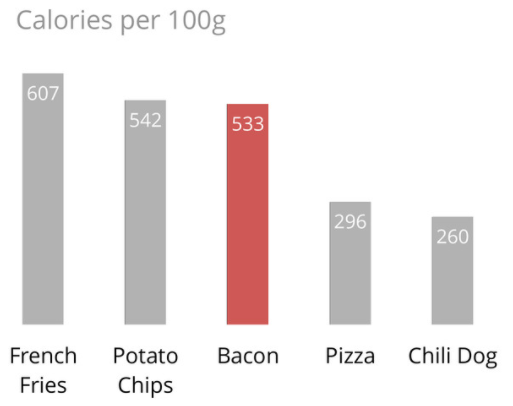 Calories per 100g
607
542
533
296
260
French
Fries
Potato
Chips
Bacon
Pizza
Chili Dog